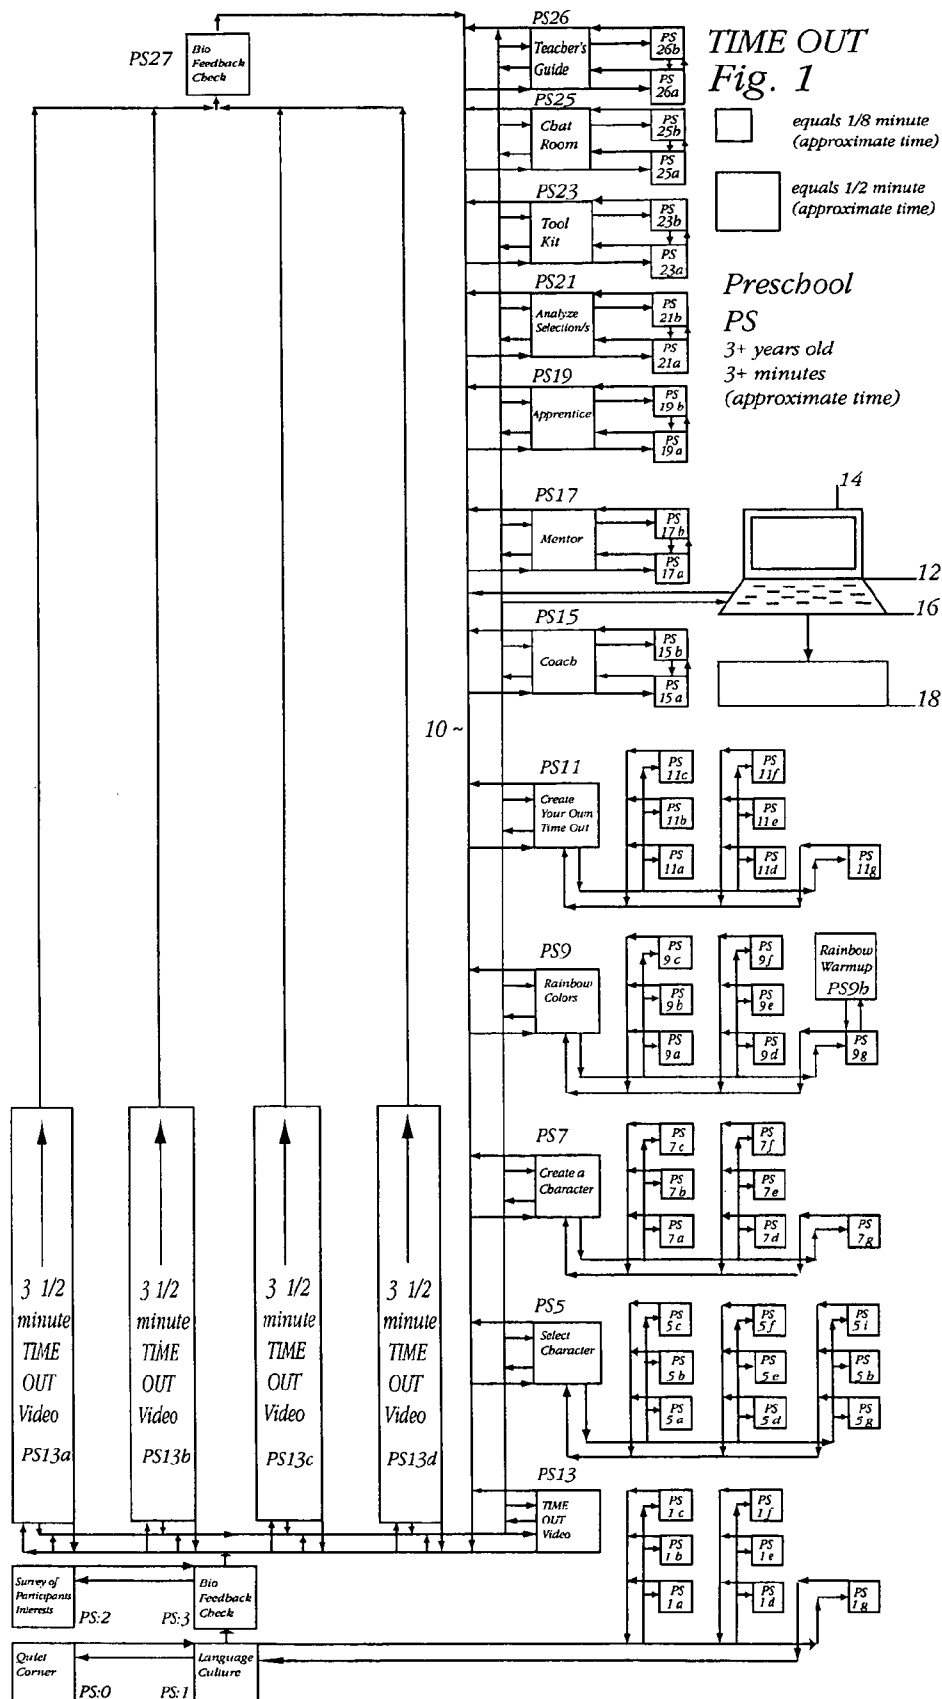 TIME OUT
Fig. 1
equals 1/8 minute
(approximate time)
equals 1/2 minute
(approximate time)
Preschool
PS
3+ years old
3+ minutes
(approximate time)
PS27
Bio
Feedback
Check
PS26
Teacher's
Guide
PS
26b
PS
26a
PS25
Chat
Room
PS
25b
PS
25a
PS23
Tool
Kit
PS
23b
PS
23a
PS21
Analyze
Selection/s
PS
21b
PS
21a
PS19
Apprentice
PS
19 b
PS
19 a
PS17
Mentor
PS
17 b
PS
17 a
14
12
16
18
PS15
Coach
PS
15 b
PS
15 a
10 ~
PS11
Create
Your Own
Time Out
PS
11c
PS
11b
PS
11a
PS
11f
PS
11e
PS
11d
PS
11g
PS9
Rainbow
Colors
PS
9 c
PS
9 b
PS
9 a
PS
9 f
PS
9 e
PS
9 d
Rainbow
Warmup
PS9h
PS
9g
PS7
Create a
Character
PS
7 c
PS
7 b
PS
7 a
PS
7 f
PS
7 e
PS
7 d
PS
7 g
PS5
Select
Character
PS
5 c
PS
5 b
PS
5 a
PS
5 f
PS
5 e
PS
5 d
PS
5 i
PS
5 h
PS
5 g
3 1/2
minute
TIME
OUT
Video
PS13a
3 1/2
minute
TIME
OUT
Video
PS13b
3 1/2
minute
TIME
OUT
Video
PS13c
3 1/2
minute
TIME
OUT
Video
PS13d
PS13
TIME
OUT
Video
PS
1 c
PS
1 b
PS
1 a
PS
1 f
PS
1 e
PS
1 d
PS
1 g
Survey of
Participants
Interests
PS:2
PS:3
Bio
Feedback
Check
Quiet
Corner
PS:0
PS:1
Language
Culture